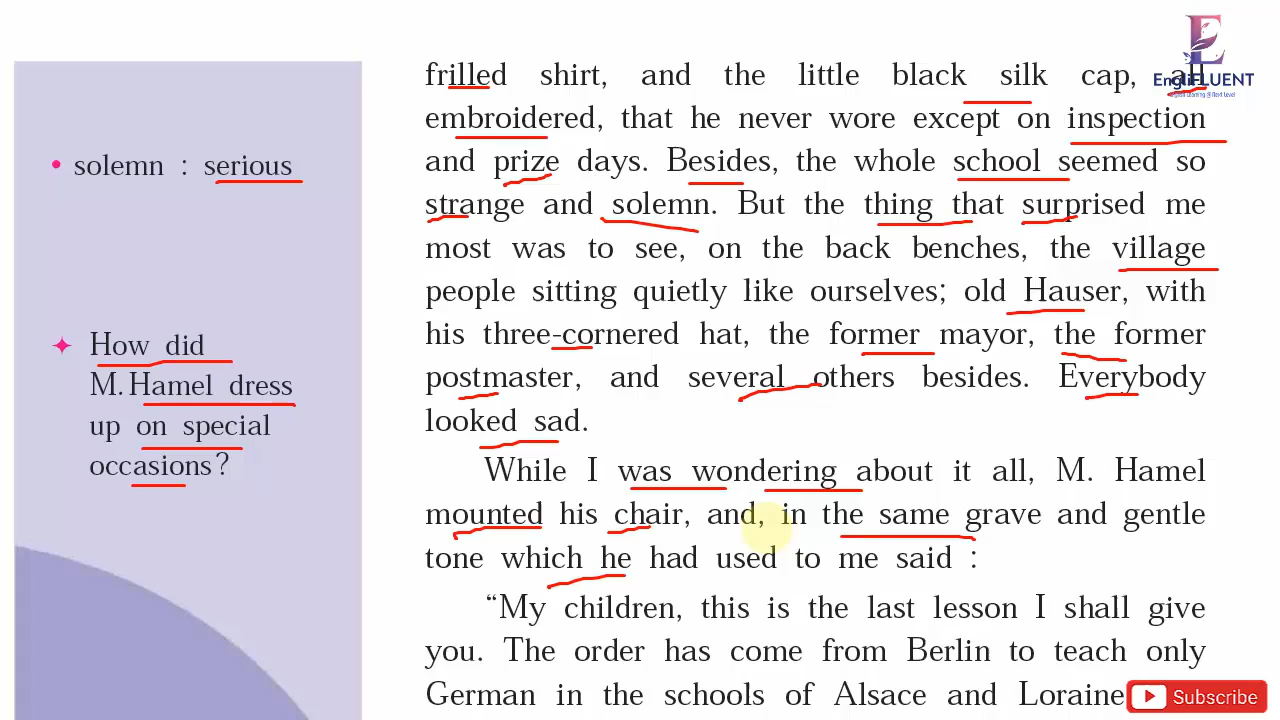 EngliFLUENT
• solemn : serious
✦ How did
M. Hamel dress
up on special
occasions?
frilled shirt, and the little black silk cap, all
embroidered, that he never wore except on inspection
and prize days. Besides, the whole school seemed so
strange and solemn. But the thing that surprised me
most was to see, on the back benches, the village
people sitting quietly like ourselves; old Hauser, with
his three-cornered hat, the former mayor, the former
postmaster, and several others besides. Everybody
looked sad.
While I was wondering about it all, M. Hamel
mounted his chair, and, in the same grave and gentle
tone which he had used to me said :
“My children, this is the last lesson I shall give
you. The order has come from Berlin to teach only
German in the schools of Alsace and Loraine
Subscribe